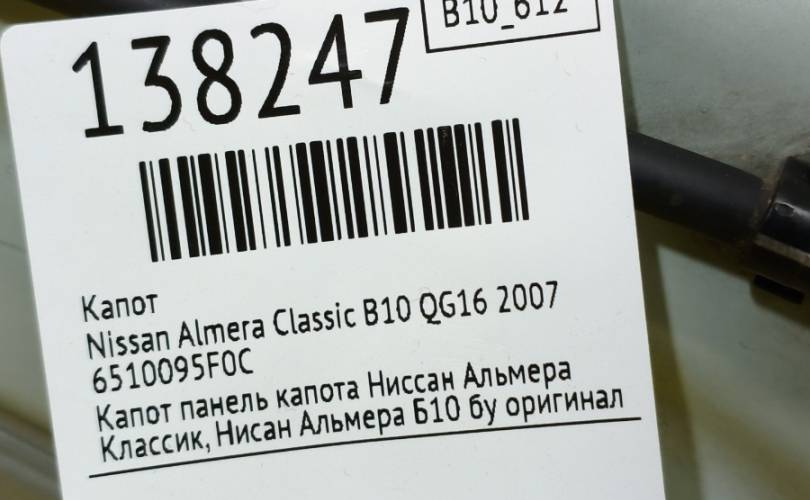 138247
B10_612
Капот
Nissan Almera Classic B10 QG16 2007
6510095F0C
Капот панель капота Ниссан Альмера
Классик, Нисан Альмера Б10 бу оригинал